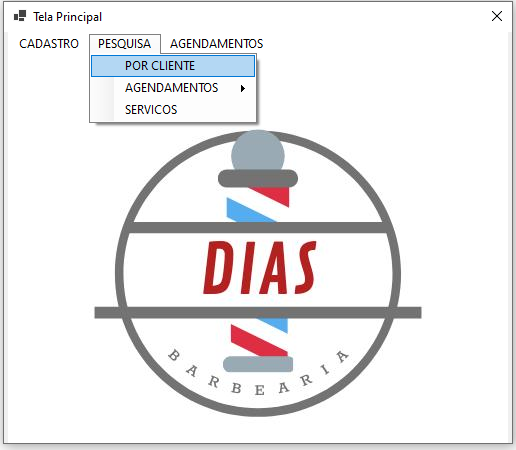 Tela Principal
CADASTRO PESQUISA AGENDAMENTOS
POR CLIENTE
AGENDAMENTOS
SERVICOS
DIAS
BARBEARIA